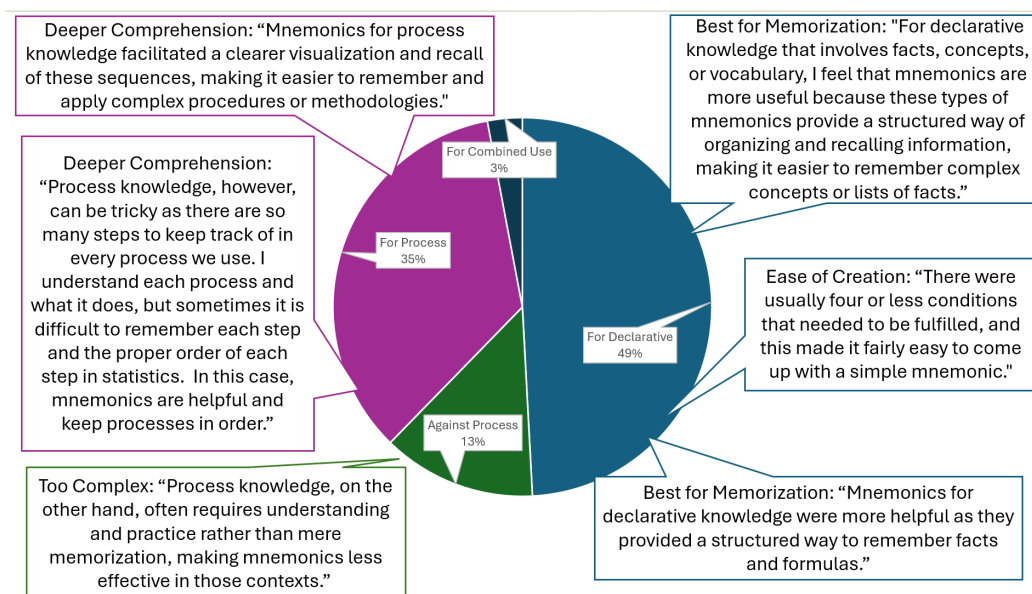 Deeper Comprehension: “Mnemonics for process
knowledge facilitated a clearer visualization and recall
of these sequences, making it easier to remember and
apply complex procedures or methodologies."
Best for Memorization: "For declarative
knowledge that involves facts, concepts,
or vocabulary, I feel that mnemonics are
more useful because these types of
mnemonics provide a structured way of
organizing and recalling information,
making it easier to remember complex
concepts or lists of facts.”
Deeper Comprehension:
“Process knowledge, however,
can be tricky as there are so
many steps to keep track of in
every process we use. I
understand each process and
what it does, but sometimes it is
difficult to remember each step
and the proper order of each
step in statistics.  In this case,
mnemonics are helpful and
keep processes in order.”
For Combined Use
3%
For Process
35%
For Declarative
49%
Against Process
13%
Ease of Creation: “There were
usually four or less conditions
that needed to be fulfilled, and
this made it fairly easy to come
up with a simple mnemonic."
Too Complex: “Process knowledge, on the
other hand, often requires understanding
and practice rather than mere
memorization, making mnemonics less
effective in those contexts.”
Best for Memorization: “Mnemonics for
declarative knowledge were more helpful as they
provided a structured way to remember facts
and formulas.”